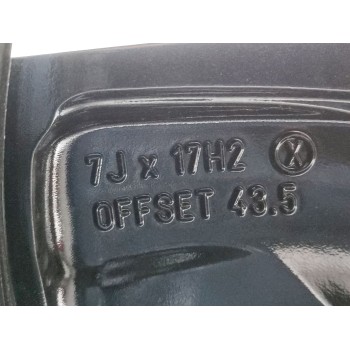 7J x 17H2 Ⓧ
OFFSET 43.5